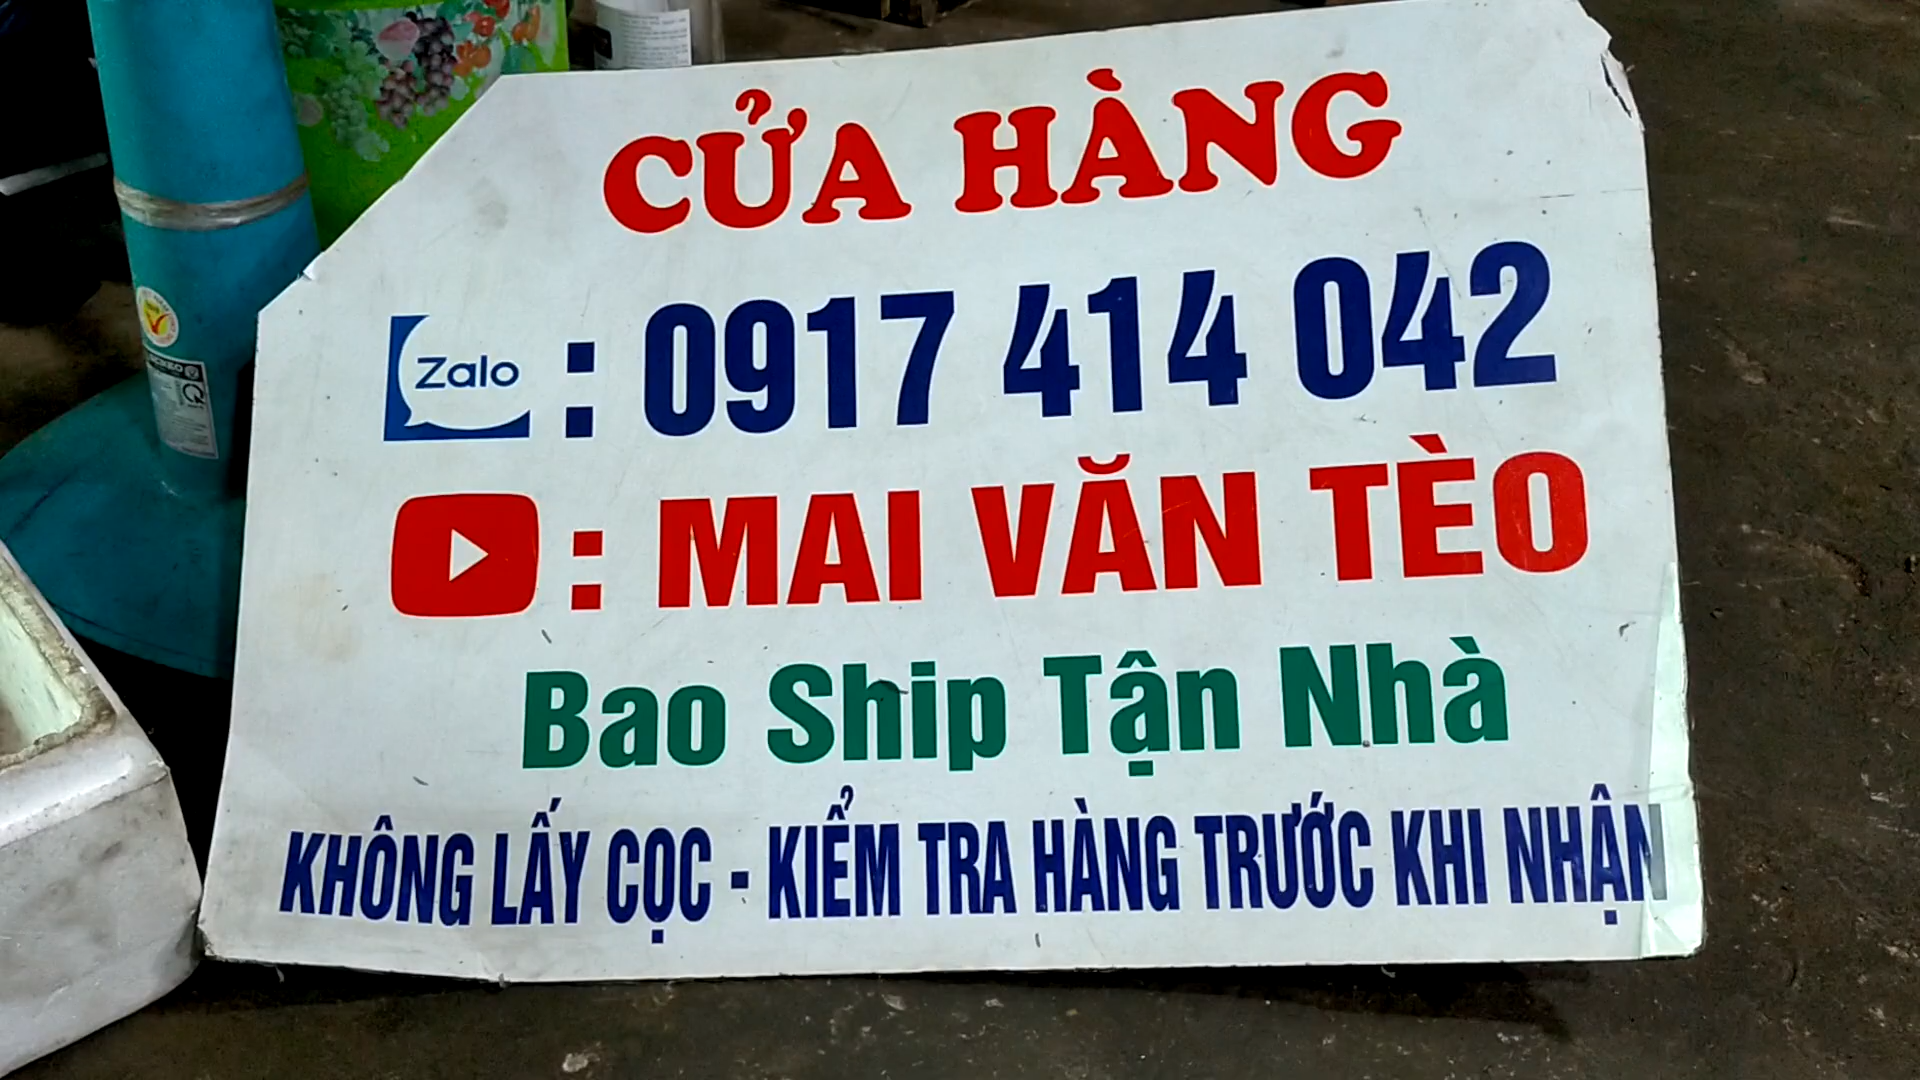 CỬA HÀNG
Zalo : 0917 414 042
: MAI VĂN TÈO
Bao Ship Tận Nhà
KHÔNG LẤY CỌC - KIỂM TRA HÀNG TRƯỚC KHI NHẬN